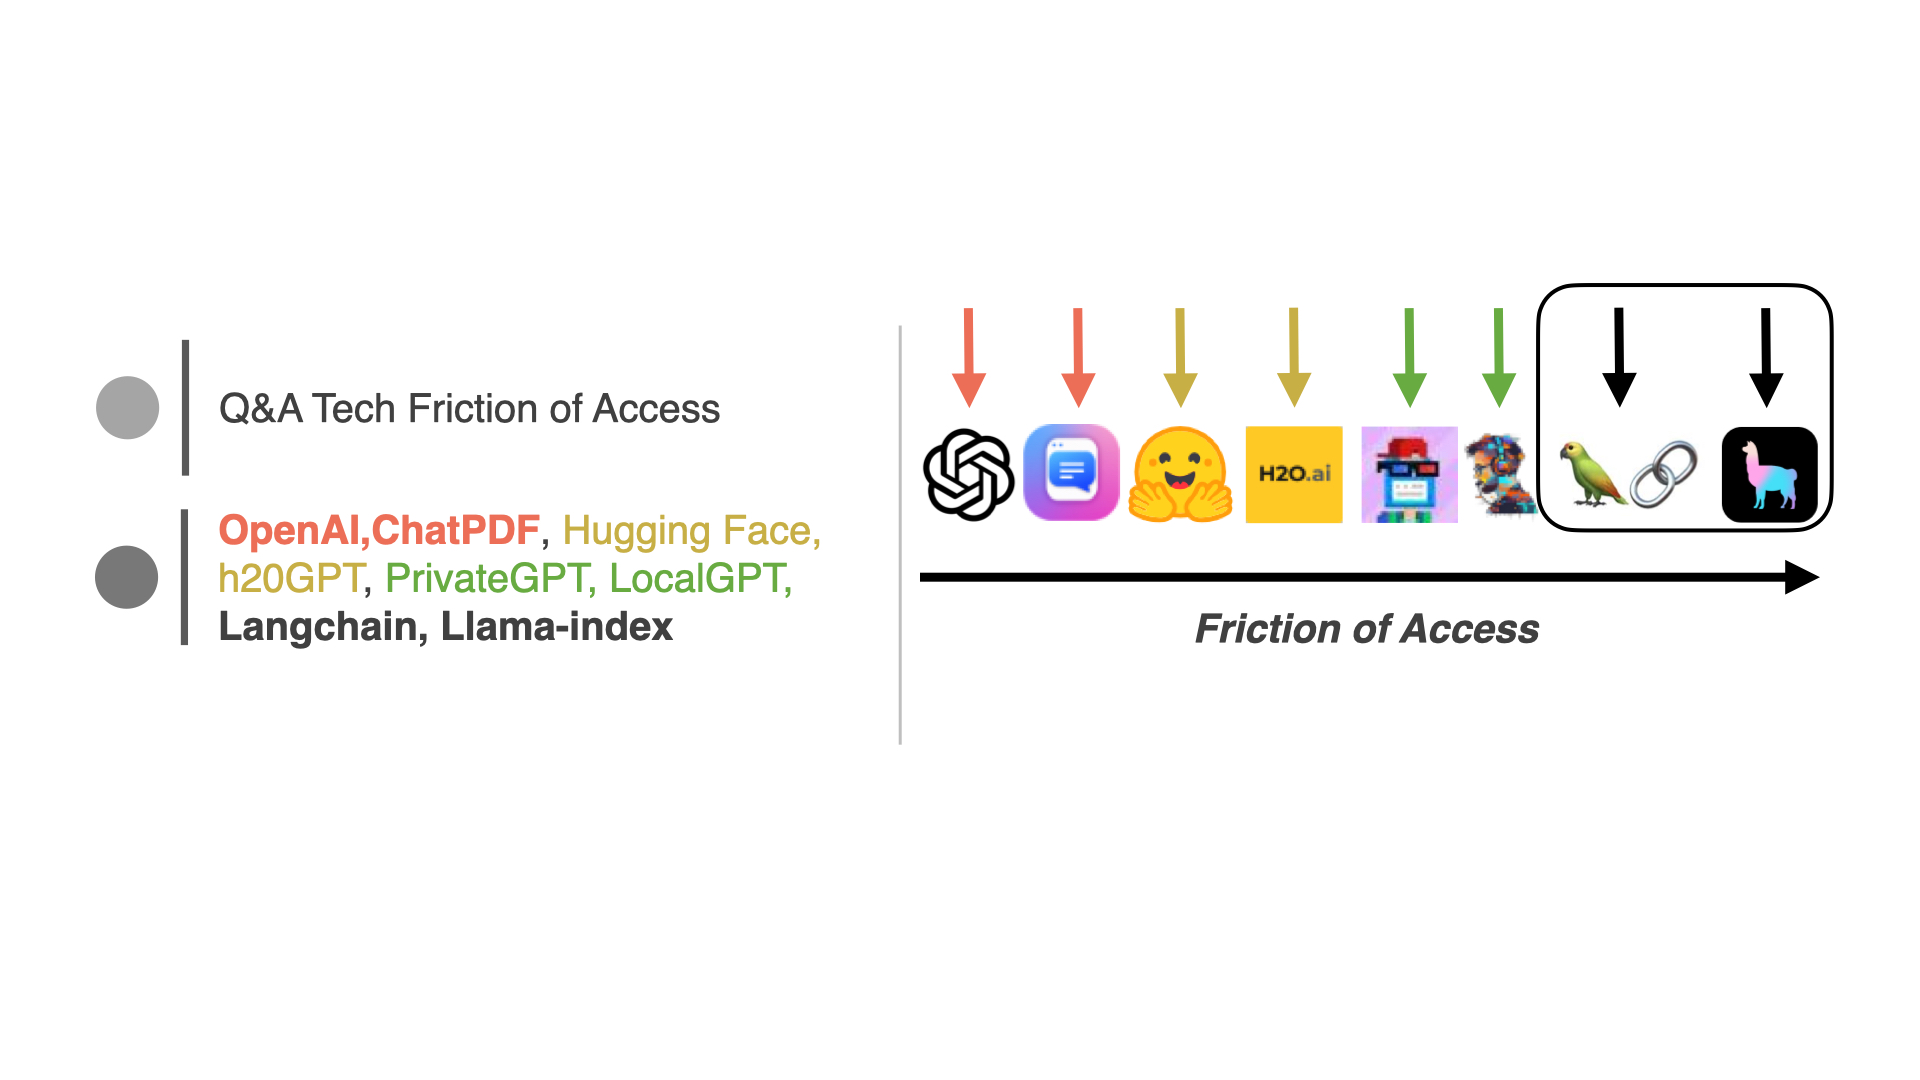 Q&A Tech Friction of Access
OpenAI,ChatPDF, Hugging Face,
h20GPT, PrivateGPT, LocalGPT,
Langchain, Llama-index
H2O.ai
Friction of Access